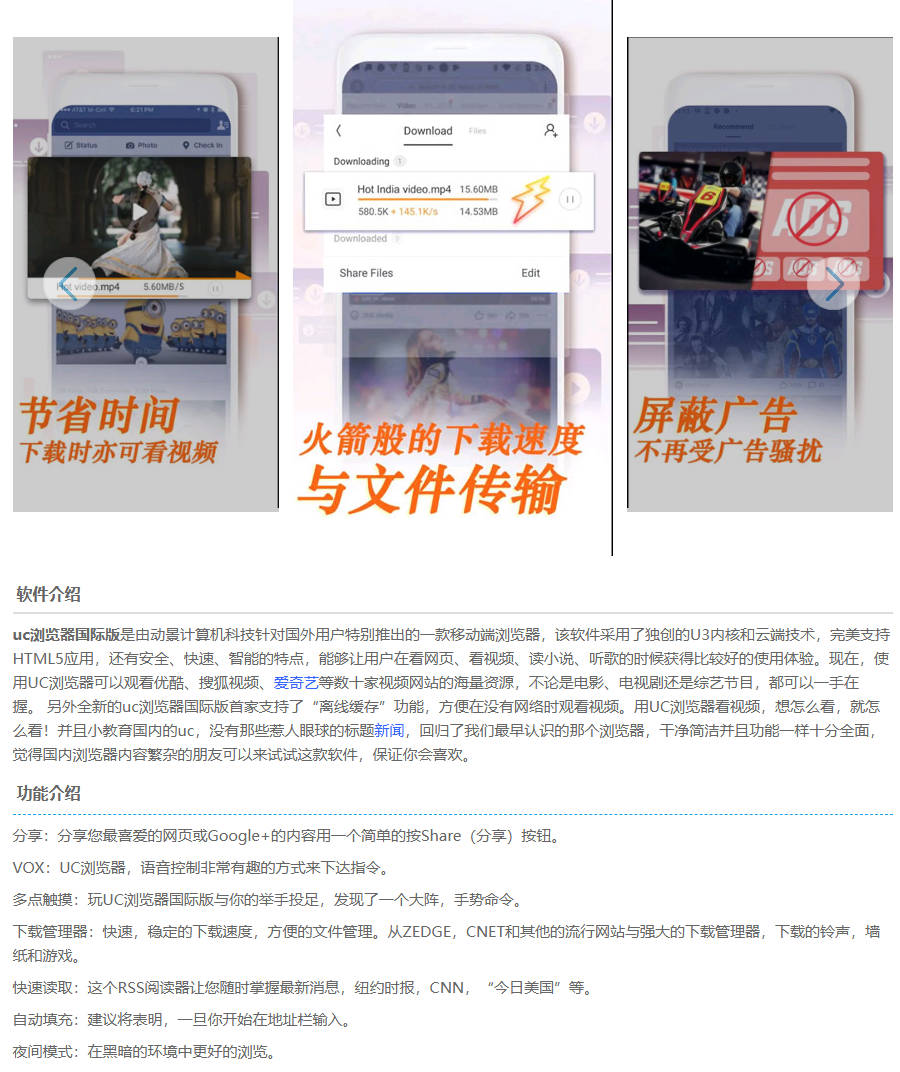 AT&T M-Cell
6:21 PM
Search
Status
Photo
Check In
Hot video.mp4
5.60MB/S
节省时间
下载时亦可看视频
Video
Download
Files
Downloading 1
Hot India video.mp4 15.60MB
580.5K + 145.1K/s 14.53MB
Downloaded
Share Files
Edit
火箭般的下载速度
与文件传输
Recommend
6
ADS
屏蔽广告
不再受广告骚扰
软件介绍
uc浏览器国际版是由动景计算机科技针对国外用户特别推出的一款移动端浏览器，该软件采用了独创的U3内核和云端技术，完美支持
HTML5应用，还有安全、快速、智能的特点，能够让用户在看网页、看视频、读小说、听歌的时候获得比较好的使用体验。现在，使
用UC浏览器可以观看优酷、搜狐视频、爱奇艺等数十家视频网站的海量资源，不论是电影、电视剧还是综艺节目，都可以一手在
握。 另外全新的uc浏览器国际版首家支持了“离线缓存”功能，方便在没有网络时观看视频。用UC浏览器看视频，想怎么看，就怎
么看！并且小教育国内的uc，没有那些惹人眼球的标题新闻，回归了我们最早认识的那个浏览器，干净简洁并且功能一样十分全面，
觉得国内浏览器内容繁杂的朋友可以来试试这款软件，保证你会喜欢。
功能介绍
分享：分享您最喜爱的网页或Google+的内容用一个简单的按Share（分享）按钮。
VOX：UC浏览器，语音控制非常有趣的方式来下达指令。
多点触摸：玩UC浏览器国际版与你的举手投足，发现了一个大阵，手势命令。
下载管理器：快速，稳定的下载速度，方便的文件管理。从ZEDGE，CNET和其他的流行网站与强大的下载管理器，下载的铃声，墙
纸和游戏。
快速读取：这个RSS阅读器让您随时掌握最新消息，纽约时报，CNN，“今日美国”等。
自动填充：建议将表明，一旦你开始在地址栏输入。
夜间模式：在黑暗的环境中更好的浏览。